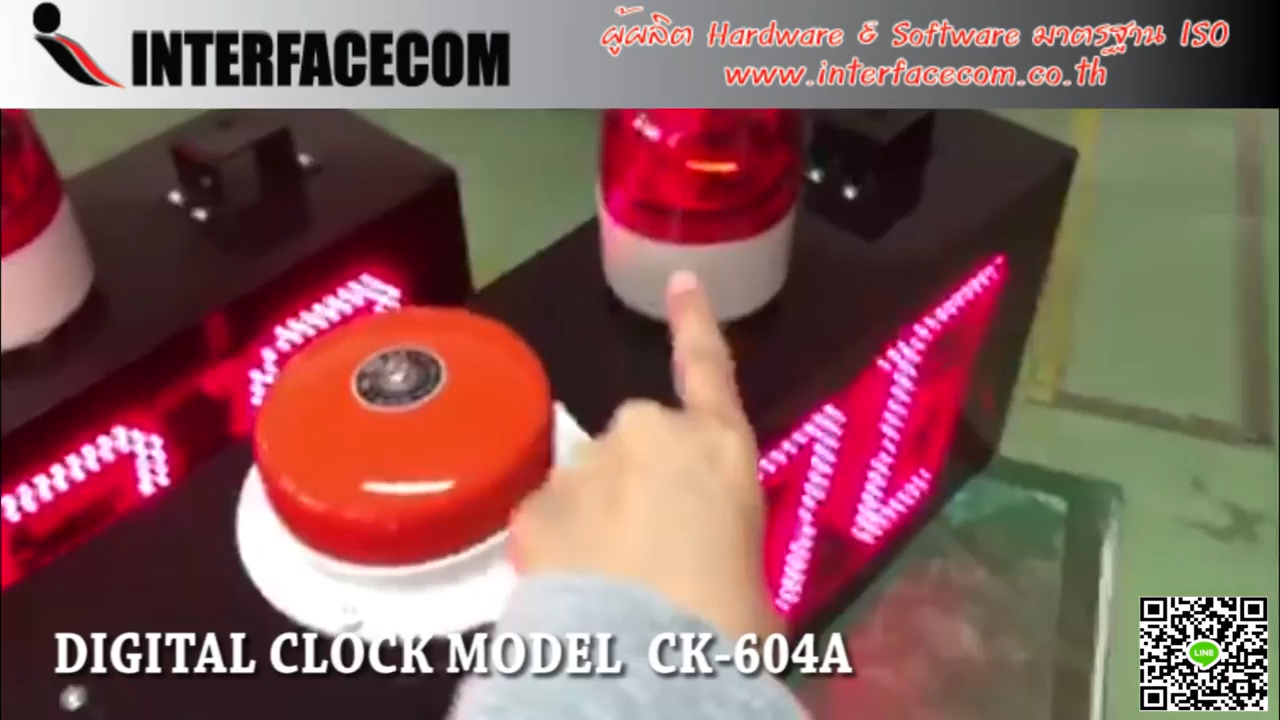 INTERFACECOM
ผู้ผลิต Hardware & Software มาตรฐาน ISO
www.interfacecom.co.th
DIGITAL CLOCK MODEL CK-604A
LINE